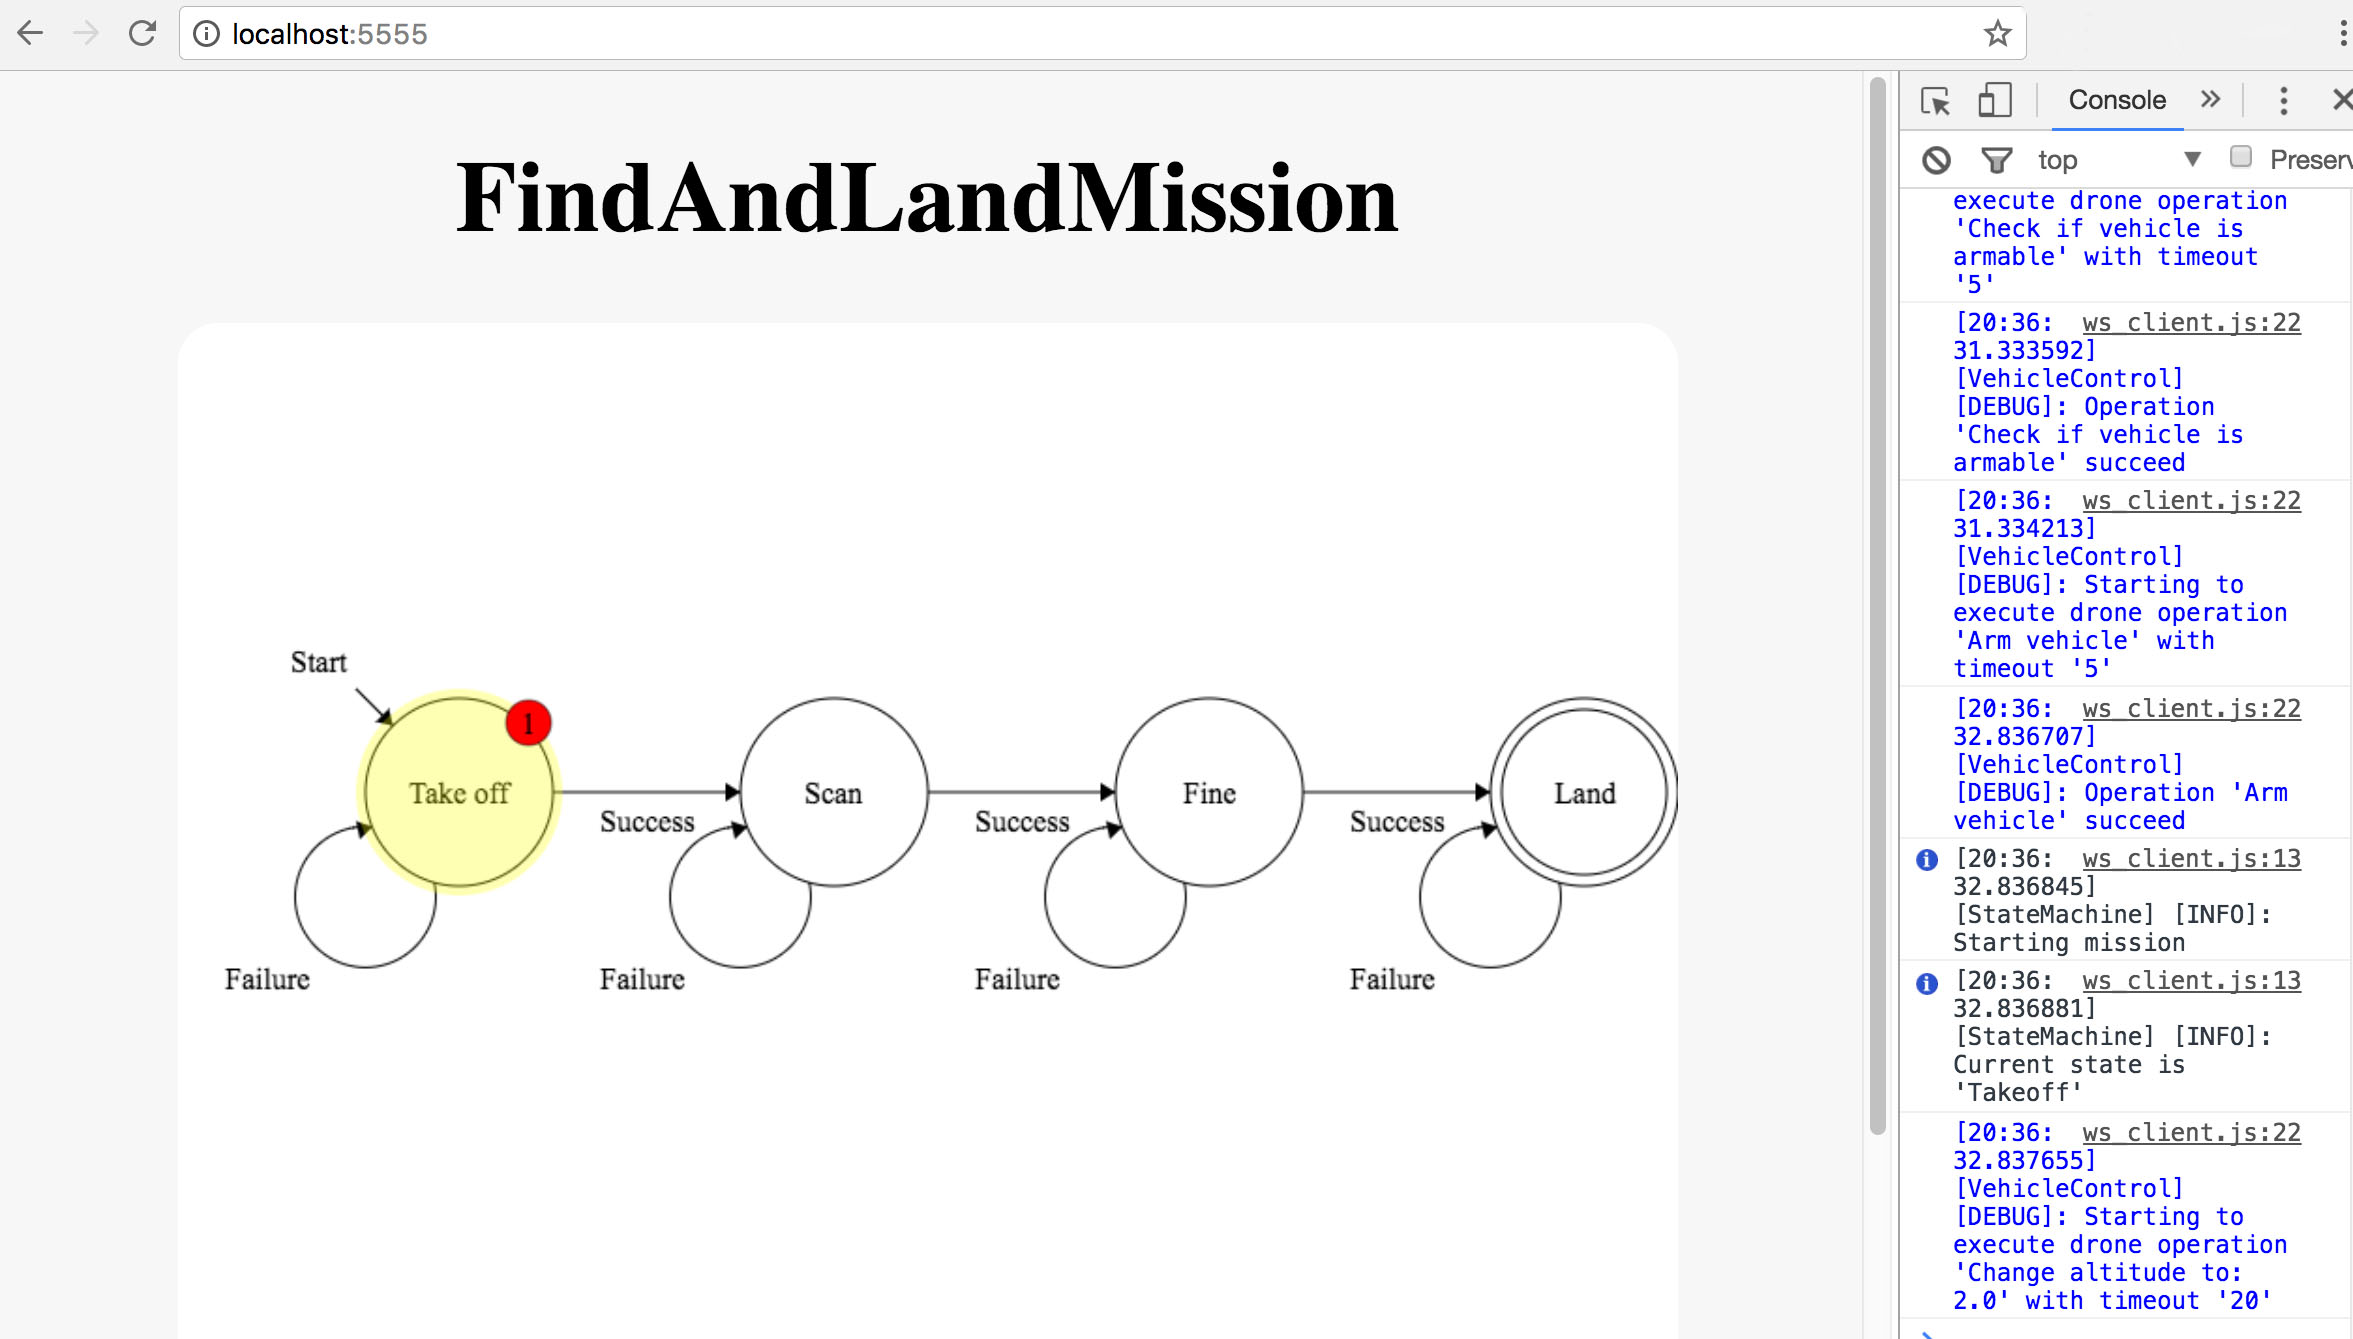 localhost:5555
FindAndLandMission
Start
1
Take off
Scan
Fine
Land
Success
Success
Success
Failure
Failure
Failure
Failure
Console
top
Preserv
execute drone operation
'Check if vehicle is
armable' with timeout
'5'
[20:36: ws_client.js:22
31.333592]
[VehicleControl]
[DEBUG]: Operation
'Check if vehicle is
armable' succeed
[20:36: ws_client.js:22
31.334213]
[VehicleControl]
[DEBUG]: Starting to
execute drone operation
'Arm vehicle' with
timeout '5'
[20:36: ws_client.js:22
32.836707]
[VehicleControl]
[DEBUG]: Operation 'Arm
vehicle' succeed
[20:36: ws_client.js:13
32.836845]
[StateMachine] [INFO]:
Starting mission
[20:36: ws_client.js:13
32.836881]
[StateMachine] [INFO]:
Current state is
'Takeoff'
[20:36: ws_client.js:22
32.837655]
[VehicleControl]
[DEBUG]: Starting to
execute drone operation
'Change altitude to:
2.0' with timeout '20'